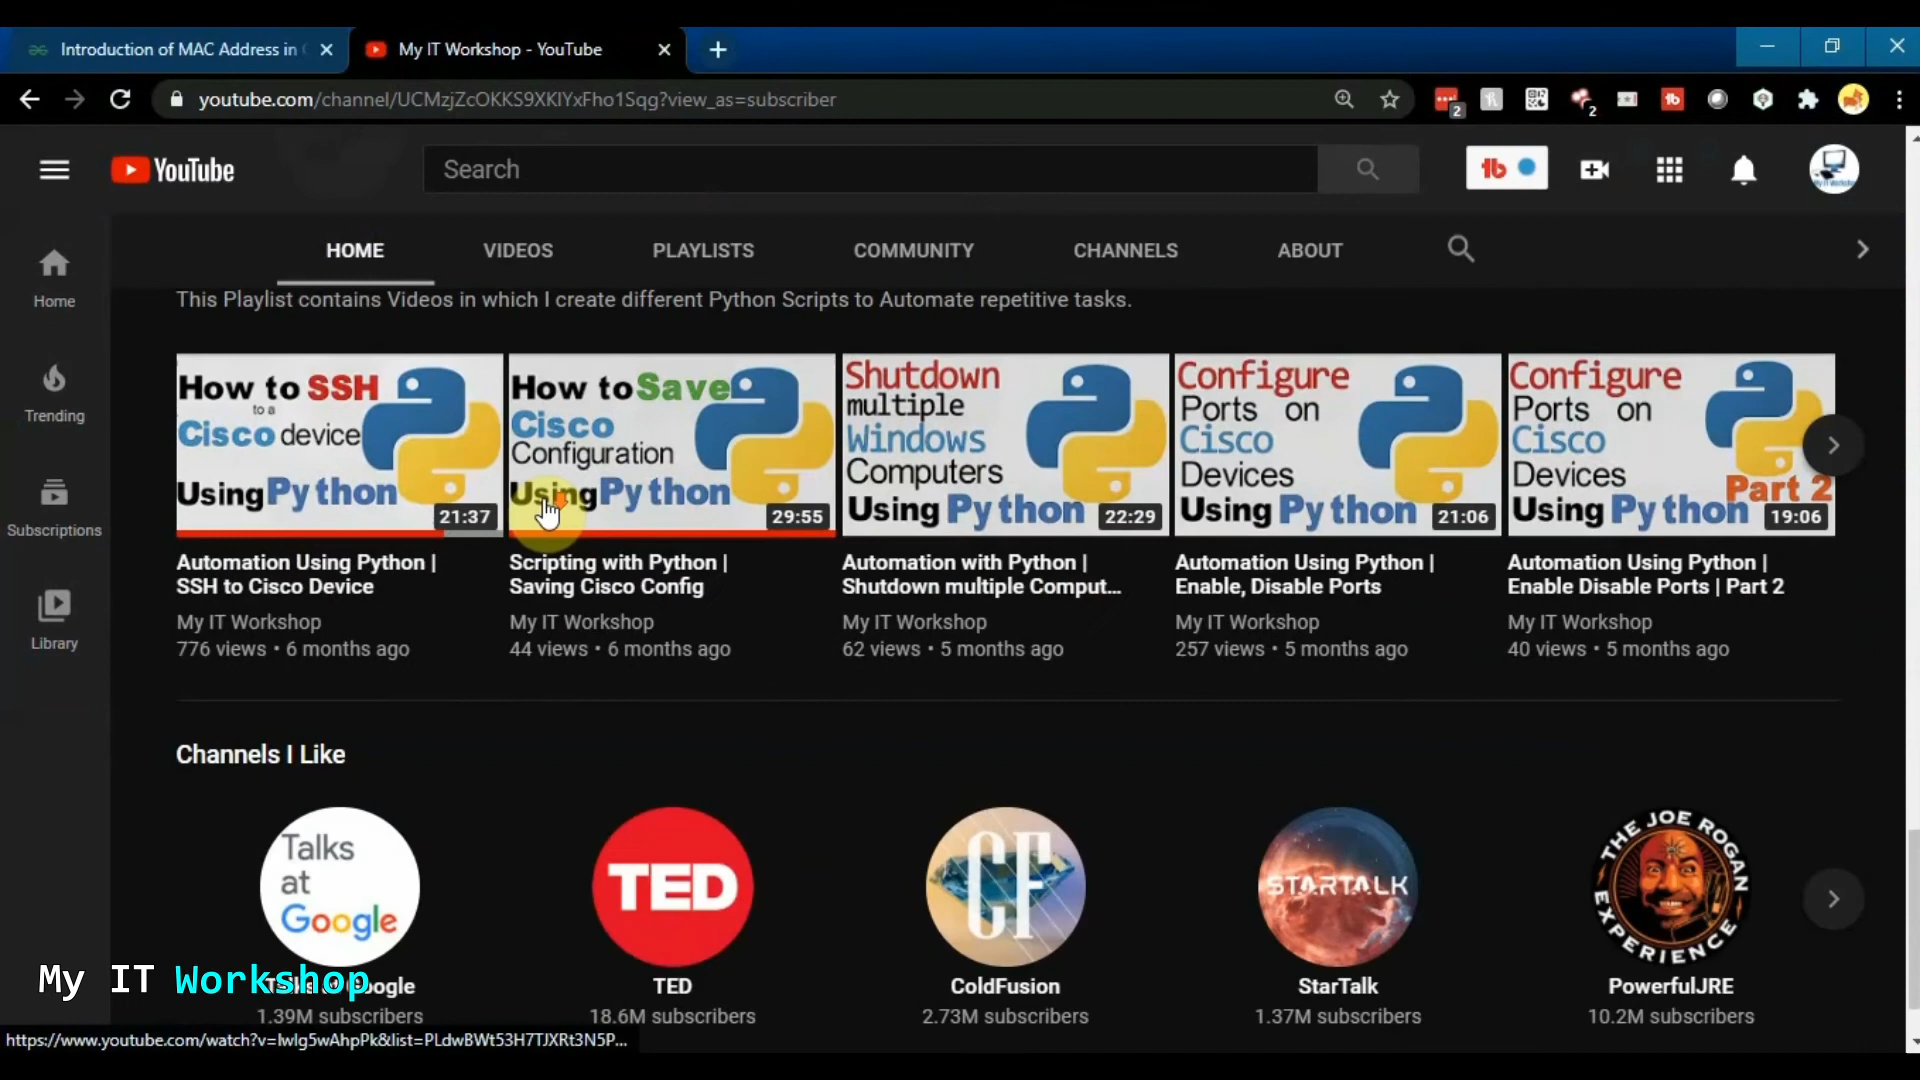 Introduction of MAC Address in
My IT Workshop - YouTube
youtube.com/channel/UCMzjZcOKKS9XKIYxFho1Sqg?view_as=subscriber
2
2
YouTube
Search
HOME VIDEOS PLAYLISTS COMMUNITY CHANNELS ABOUT
This Playlist contains Videos in which I create different Python Scripts to Automate repetitive tasks.
Home
Trending
Subscriptions
Library
How to SSH
to a
Cisco device
Using Python
21:37
Automation Using Python |
SSH to Cisco Device
My IT Workshop
776 views • 6 months ago
How to Save
Cisco
Configuration
Using Python
29:55
Scripting with Python |
Saving Cisco Config
My IT Workshop
44 views • 6 months ago
Shutdown
multiple
Windows
Computers
Using Python
22:29
Automation with Python |
Shutdown multiple Comput...
My IT Workshop
62 views • 5 months ago
Configure
Ports on
Cisco
Devices
Using Python
21:06
Automation Using Python |
Enable, Disable Ports
My IT Workshop
257 views • 5 months ago
Configure
Ports on
Cisco
Devices
Part 2
Using Python
19:06
Automation Using Python |
Enable Disable Ports | Part 2
My IT Workshop
40 views • 5 months ago
Channels I Like
Talks
at
Google
TED
CF
STARTALK
THE JOE ROGAN
EXPERIENCE
My IT Workshop
Google
TED
ColdFusion
StarTalk
PowerfulJRE
1.39M subscribers
18.6M subscribers
2.73M subscribers
1.37M subscribers
10.2M subscribers
https://www.youtube.com/watch?v=Iwlg5wAhpPk&list=PLdwBWt53H7TJXRt3N5P...